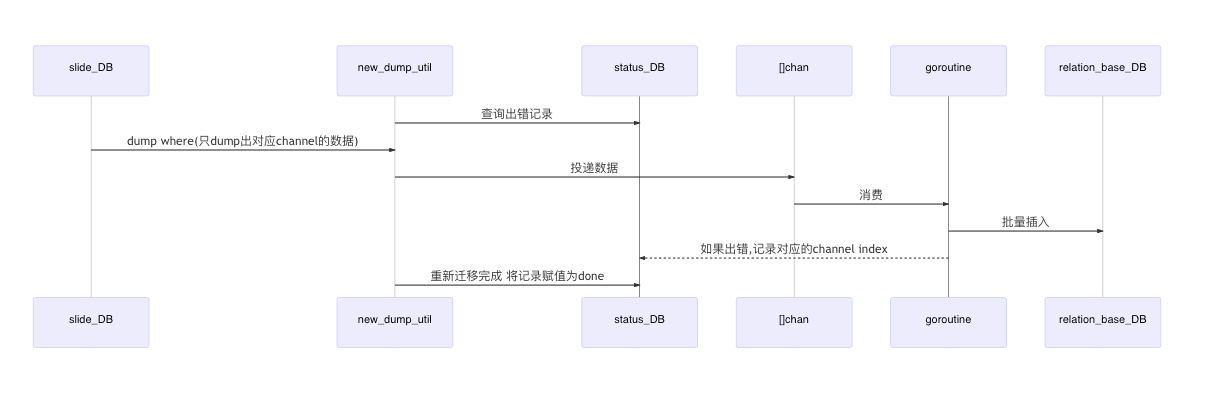 slide_DB
new_dump_util
status_DB
[]chan
goroutine
relation_base_DB
查询出错记录
dump where(只dump出对应channel的数据)
投递数据
消费
批量插入
如果出错,记录对应的channel index
重新迁移完成 将记录赋值为done
slide_DB
new_dump_util
status_DB
[]chan
goroutine
relation_base_DB